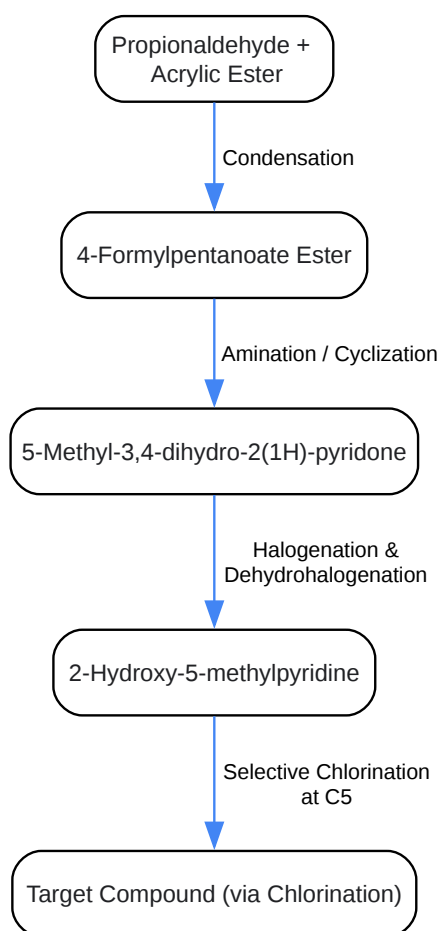 Propionaldehyde +
Acrylic Ester
Condensation
4-Formylpentanoate Ester
Amination / Cyclization
5-Methyl-3,4-dihydro-2(1H)-pyridone
Halogenation &
Dehydrohalogenation
2-Hydroxy-5-methylpyridine
Selective Chlorination
at C5
Target Compound (via Chlorination)